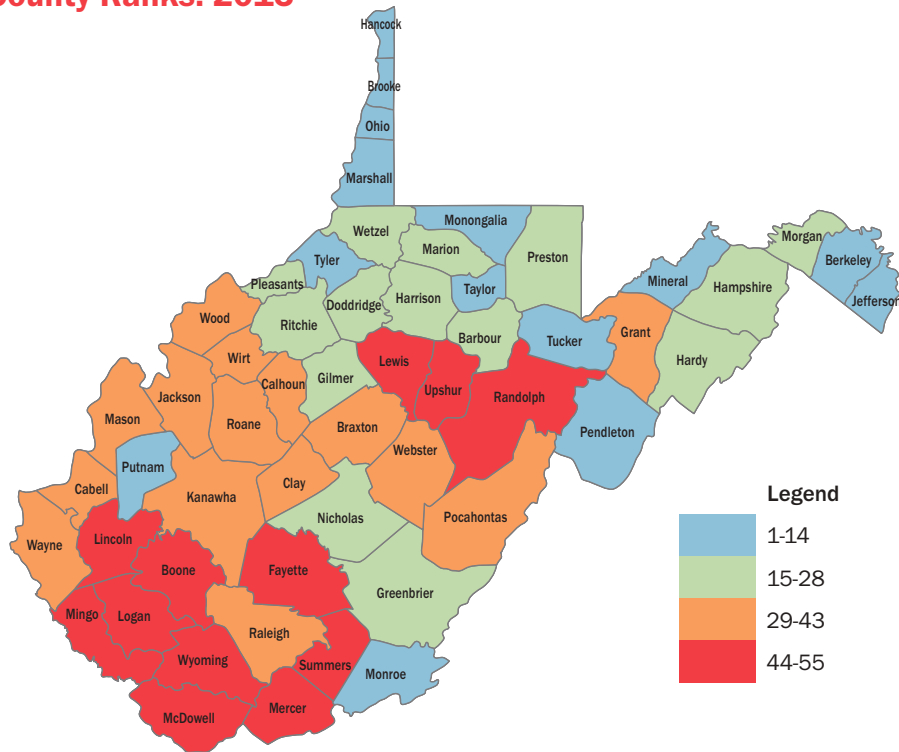 County Ranks: 2013
Hancock
Brooke
Ohio
Marshall
Wetzel
Monongalia
Marion
Preston
Tyler
Pleasants
Doddridge
Harrison
Taylor
Ritchie
Barbour
Tucker
Mineral
Morgan
Berkeley
Jefferson
Hampshire
Grant
Hardy
Wood
Wirt
Calhoun
Gilmer
Lewis
Upshur
Randolph
Pendleton
Mason
Jackson
Roane
Braxton
Webster
Putnam
Cabell
Kanawha
Clay
Nicholas
Pocahontas
Wayne
Lincoln
Boone
Fayette
Greenbrier
Mingo
Logan
Raleigh
Wyoming
Summers
Monroe
McDowell
Mercer
Legend
1-14
15-28
29-43
44-55